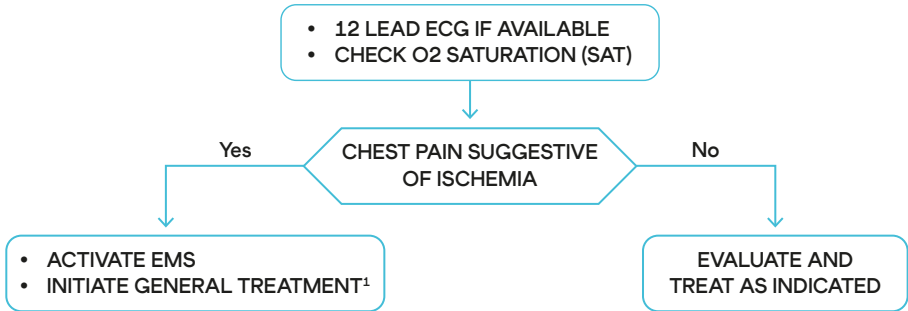 • 12 LEAD ECG IF AVAILABLE
• CHECK O2 SATURATION (SAT)
CHEST PAIN SUGGESTIVE
OF ISCHEMIA
Yes
No
• ACTIVATE EMS
• INITIATE GENERAL TREATMENT¹
EVALUATE AND
TREAT AS INDICATED